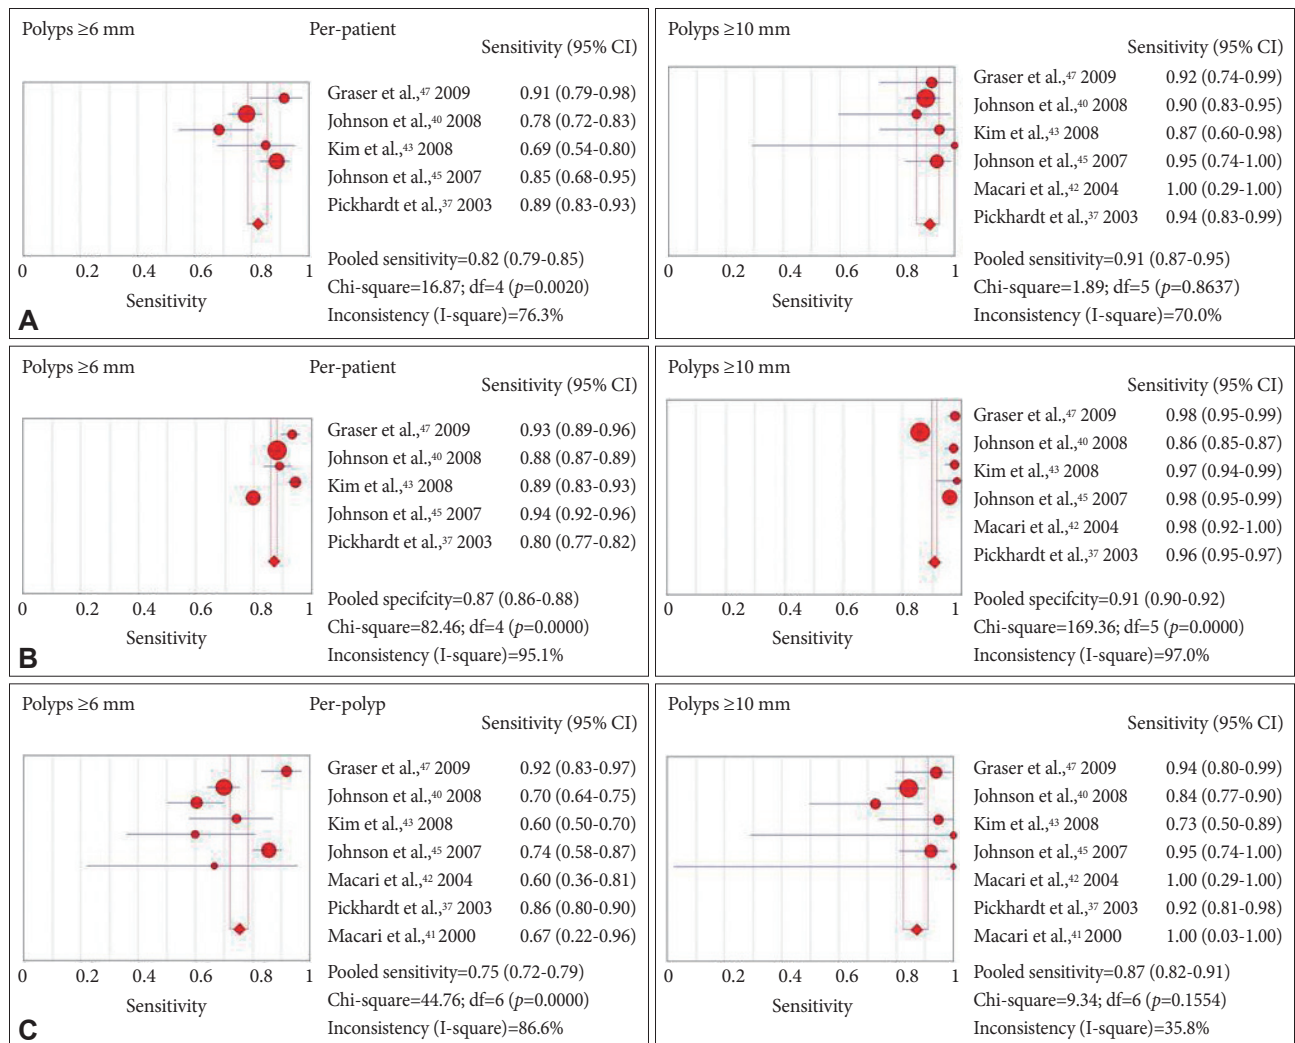 Polyps ≥6 mm Per-patient
Sensitivity (95% CI)
Graser et al.,⁴⁷ 2009 0.91 (0.79-0.98)
Johnson et al.,⁴⁰ 2008 0.78 (0.72-0.83)
Kim et al.,⁴³ 2008 0.69 (0.54-0.80)
Johnson et al.,⁴⁵ 2007 0.85 (0.68-0.95)
Pickhardt et al.,³⁷ 2003 0.89 (0.83-0.93)
Pooled sensitivity=0.82 (0.79-0.85)
0 0.2 0.4 0.6 0.8 1
Chi-square=16.87; df=4 (p=0.0020)
Sensitivity
Inconsistency (I-square)=76.3%
A
Polyps ≥10 mm
Sensitivity (95% CI)
Graser et al.,⁴⁷ 2009 0.92 (0.74-0.99)
Johnson et al.,⁴⁰ 2008 0.90 (0.83-0.95)
Kim et al.,⁴³ 2008 0.87 (0.60-0.98)
Johnson et al.,⁴⁵ 2007 0.95 (0.74-1.00)
Macari et al.,⁴² 2004 1.00 (0.29-1.00)
Pickhardt et al.,³⁷ 2003 0.94 (0.83-0.99)
Pooled sensitivity=0.91 (0.87-0.95)
0 0.2 0.4 0.6 0.8 1
Chi-square=1.89; df=5 (p=0.8637)
Sensitivity
Inconsistency (I-square)=70.0%
Polyps ≥6 mm Per-patient
Sensitivity (95% CI)
Graser et al.,⁴⁷ 2009 0.93 (0.89-0.96)
Johnson et al.,⁴⁰ 2008 0.88 (0.87-0.89)
Kim et al.,⁴³ 2008 0.89 (0.83-0.93)
Johnson et al.,⁴⁵ 2007 0.94 (0.92-0.96)
Pickhardt et al.,³⁷ 2003 0.80 (0.77-0.82)
Pooled specifcity=0.87 (0.86-0.88)
0 0.2 0.4 0.6 0.8 1
Chi-square=82.46; df=4 (p=0.0000)
Sensitivity
Inconsistency (I-square)=95.1%
B
Polyps ≥10 mm
Sensitivity (95% CI)
Graser et al.,⁴⁷ 2009 0.98 (0.95-0.99)
Johnson et al.,⁴⁰ 2008 0.86 (0.85-0.87)
Kim et al.,⁴³ 2008 0.97 (0.94-0.99)
Johnson et al.,⁴⁵ 2007 0.98 (0.95-0.99)
Macari et al.,⁴² 2004 0.98 (0.92-1.00)
Pickhardt et al.,³⁷ 2003 0.96 (0.95-0.97)
Pooled specifcity=0.91 (0.90-0.92)
0 0.2 0.4 0.6 0.8 1
Chi-square=169.36; df=5 (p=0.0000)
Sensitivity
Inconsistency (I-square)=97.0%
Polyps ≥6 mm Per-polyp
Sensitivity (95% CI)
Graser et al.,⁴⁷ 2009 0.92 (0.83-0.97)
Johnson et al.,⁴⁰ 2008 0.70 (0.64-0.75)
Kim et al.,⁴³ 2008 0.60 (0.50-0.70)
Johnson et al.,⁴⁵ 2007 0.74 (0.58-0.87)
Macari et al.,⁴² 2004 0.60 (0.36-0.81)
Pickhardt et al.,³⁷ 2003 0.86 (0.80-0.90)
Macari et al.,⁴¹ 2000 0.67 (0.22-0.96)
Pooled sensitivity=0.75 (0.72-0.79)
0 0.2 0.4 0.6 0.8 1
Chi-square=44.76; df=6 (p=0.0000)
Sensitivity
Inconsistency (I-square)=86.6%
C
Polyps ≥10 mm
Sensitivity (95% CI)
Graser et al.,⁴⁷ 2009 0.94 (0.80-0.99)
Johnson et al.,⁴⁰ 2008 0.84 (0.77-0.90)
Kim et al.,⁴³ 2008 0.73 (0.50-0.89)
Johnson et al.,⁴⁵ 2007 0.95 (0.74-1.00)
Macari et al.,⁴² 2004 1.00 (0.29-1.00)
Pickhardt et al.,³⁷ 2003 0.92 (0.81-0.98)
Macari et al.,⁴¹ 2000 1.00 (0.03-1.00)
Pooled sensitivity=0.87 (0.82-0.91)
0 0.2 0.4 0.6 0.8 1
Chi-square=9.34; df=6 (p=0.1554)
Sensitivity
Inconsistency (I-square)=35.8%